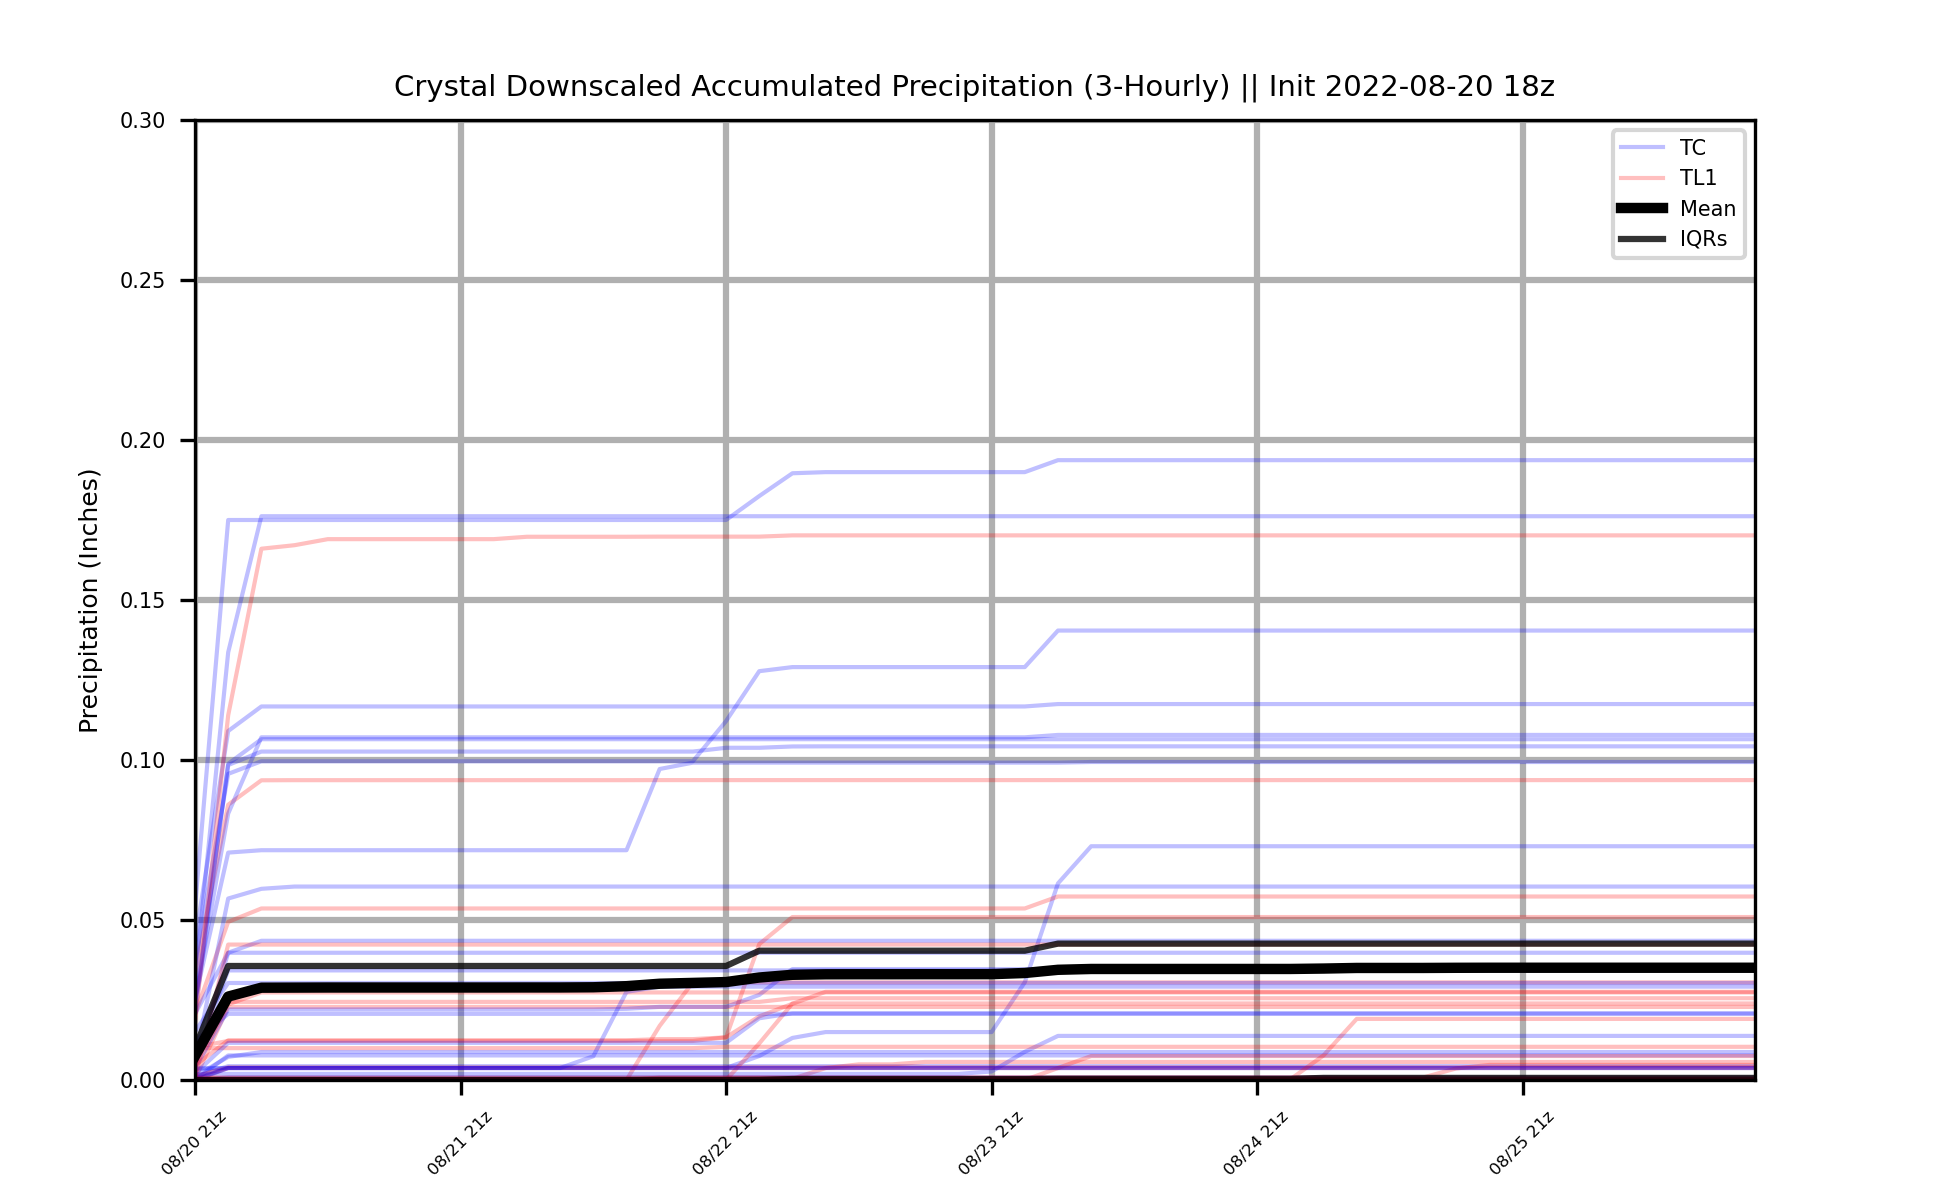 Crystal Downscaled Accumulated Precipitation (3-Hourly) || Init 2022-08-20 18z
Precipitation (Inches)
0.30
0.25
0.20
0.15
0.10
0.05
0.00
TC
TL1
Mean
IQRs
08/20 21z
08/21 21z
08/22 21z
08/23 21z
08/24 21z
08/25 21z